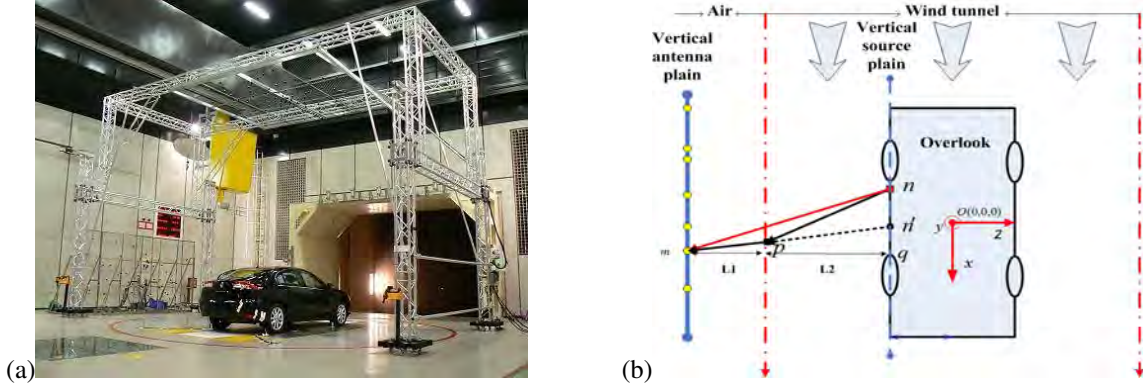 (a)
(b)
Air
Wind tunnel
Vertical
antenna
plain
Vertical
source
plain
Overlook
n
n'
O(0,0,0)
y
z
m
p
q
x
L1
L2